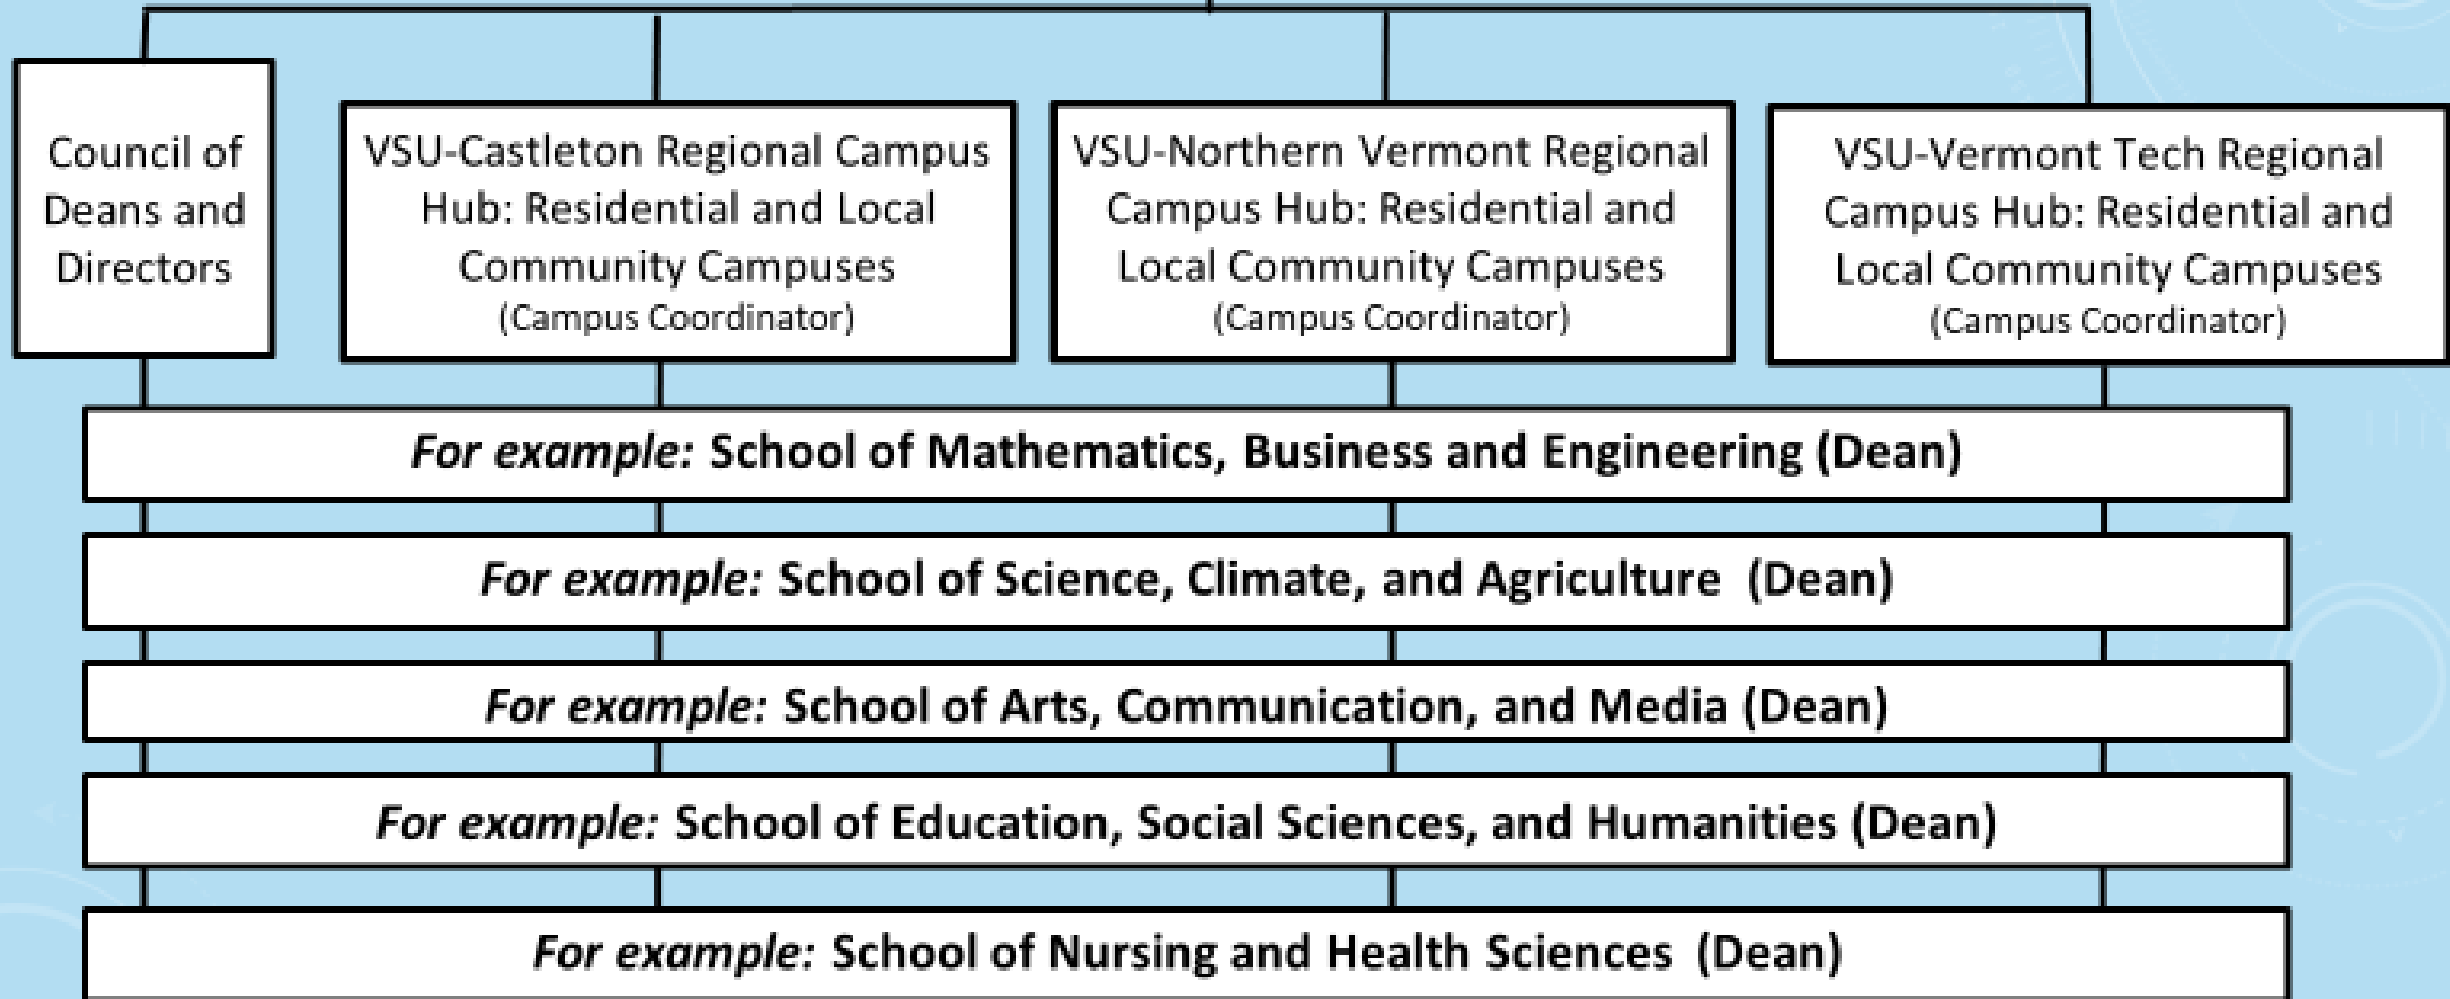 Council of
Deans and
Directors
VSU-Castleton Regional Campus
Hub: Residential and Local
Community Campuses
(Campus Coordinator)
VSU-Northern Vermont Regional
Campus Hub: Residential and
Local Community Campuses
(Campus Coordinator)
VSU-Vermont Tech Regional
Campus Hub: Residential and
Local Community Campuses
(Campus Coordinator)
For example: School of Mathematics, Business and Engineering (Dean)
For example: School of Science, Climate, and Agriculture (Dean)
For example: School of Arts, Communication, and Media (Dean)
For example: School of Education, Social Sciences, and Humanities (Dean)
For example: School of Nursing and Health Sciences (Dean)